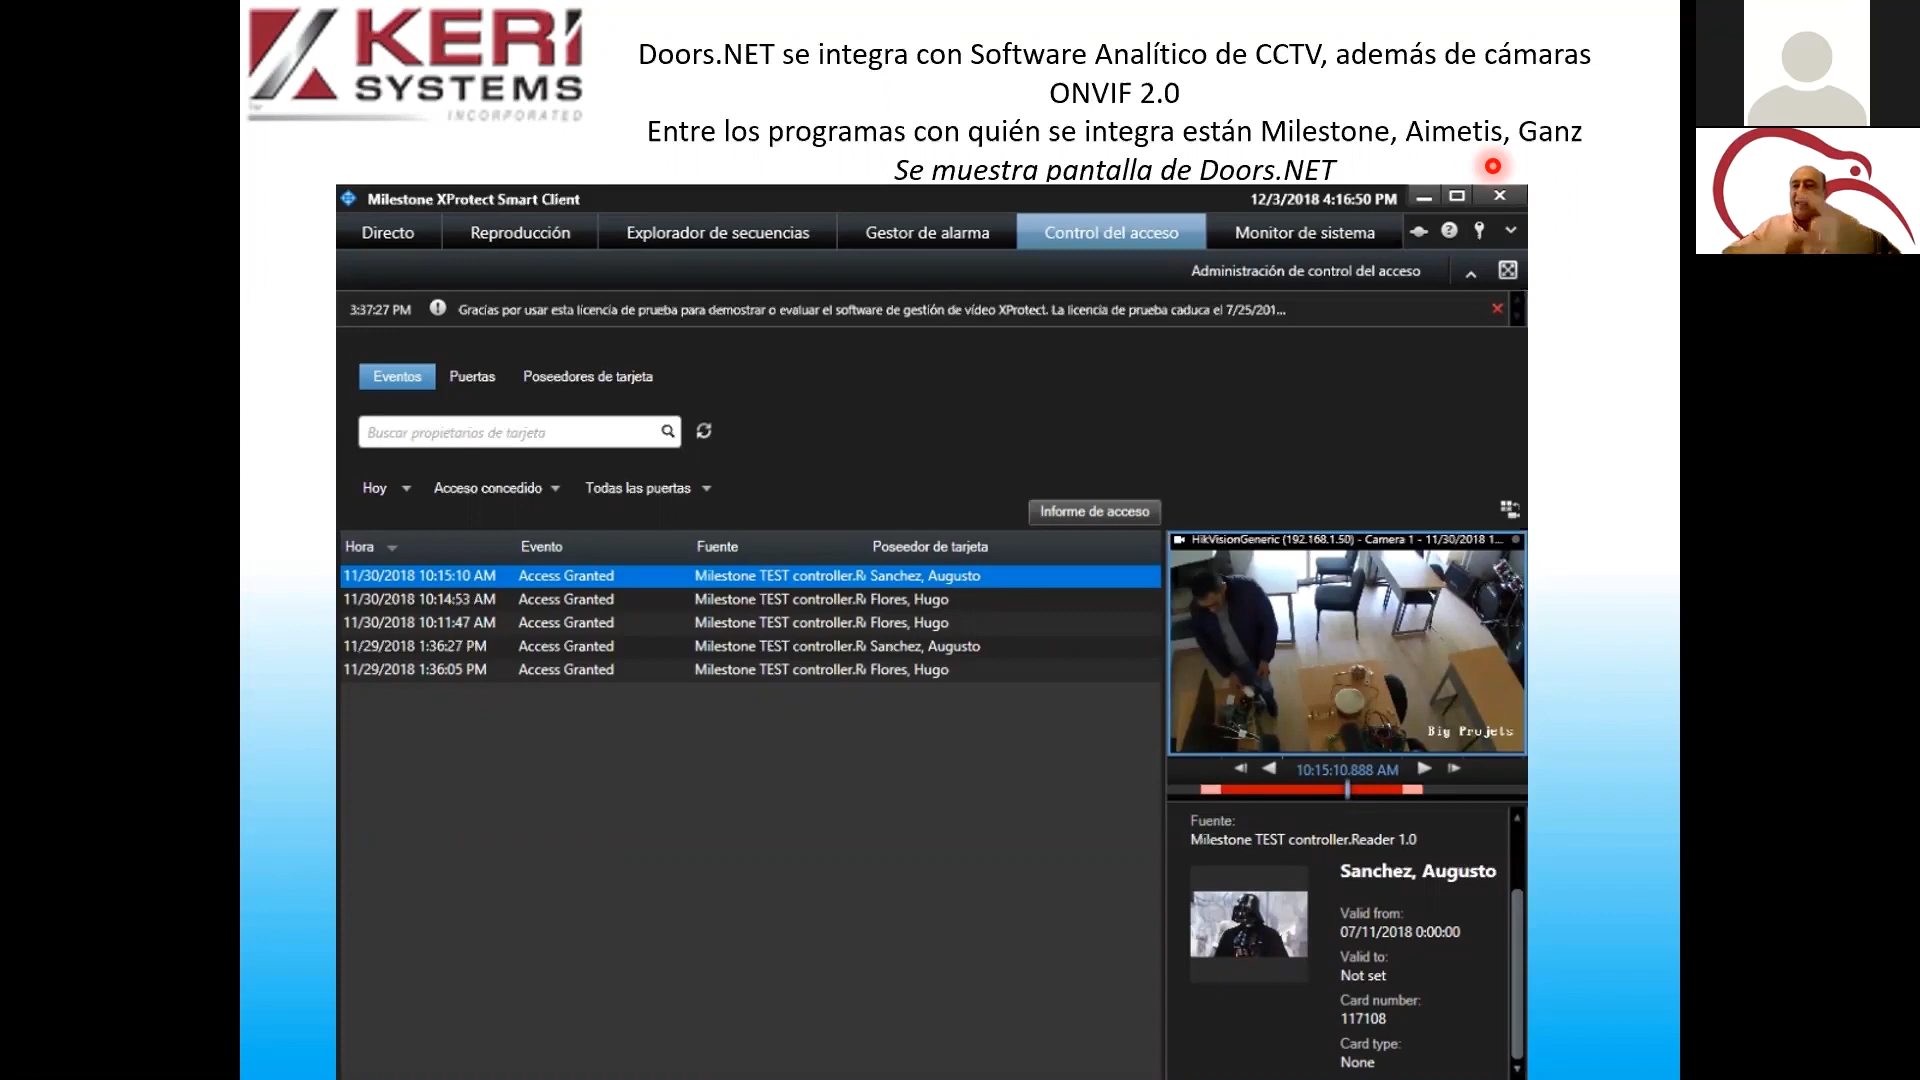 KERI
SYSTEMS
INCORPORATED
Doors.NET se integra con Software Analítico de CCTV, además de cámaras
ONVIF 2.0
Entre los programas con quién se integra están Milestone, Aimetis, Ganz
Se muestra pantalla de Doors.NET
Milestone XProtect Smart Client
12/3/2018 4:16:50 PM
Directo
Reproducción
Explorador de secuencias
Gestor de alarma
Control del acceso
Monitor de sistema
Administración de control del acceso
3:37:27 PM
Gracias por usar esta licencia de prueba para demostrar o evaluar el software de gestión de vídeo XProtect. La licencia de prueba caduca el 7/25/201...
Eventos
Puertas
Poseedores de tarjeta
Buscar propietarios de tarjeta
Hoy
Acceso concedido
Todas las puertas
Informe de acceso
Hora Evento Fuente Poseedor de tarjeta
11/30/2018 10:15:10 AM Access Granted Milestone TEST controller.R Sanchez, Augusto
11/30/2018 10:14:53 AM Access Granted Milestone TEST controller.R Flores, Hugo
11/30/2018 10:11:47 AM Access Granted Milestone TEST controller.R Flores, Hugo
11/29/2018 1:36:27 PM Access Granted Milestone TEST controller.R Sanchez, Augusto
11/29/2018 1:36:05 PM Access Granted Milestone TEST controller.R Flores, Hugo
HikVisionGeneric (192.168.1.50) - Camera 1 - 11/30/2018 1...
Big Projets
10:15:10.888 AM
Fuente:
Milestone TEST controller.Reader 1.0
Sanchez, Augusto
Valid from:
07/11/2018 0:00:00
Valid to:
Not set
Card number:
117108
Card type:
None